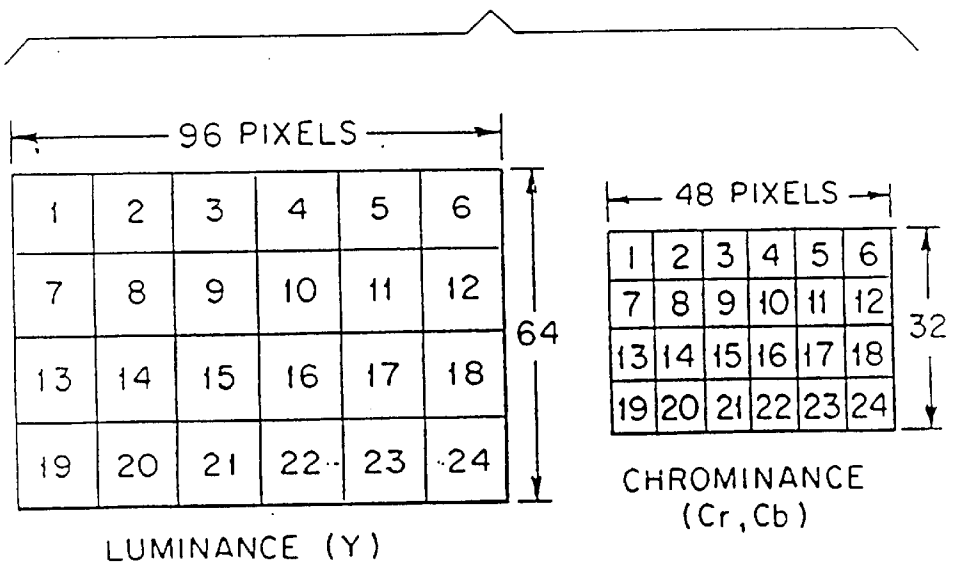 96 PIXELS
1 2 3 4 5 6
7 8 9 10 11 12
13 14 15 16 17 18
19 20 21 22 23 24
64
LUMINANCE (Y)
48 PIXELS
1 2 3 4 5 6
7 8 9 10 11 12
13 14 15 16 17 18
19 20 21 22 23 24
32
CHROMINANCE
(Cr, Cb)